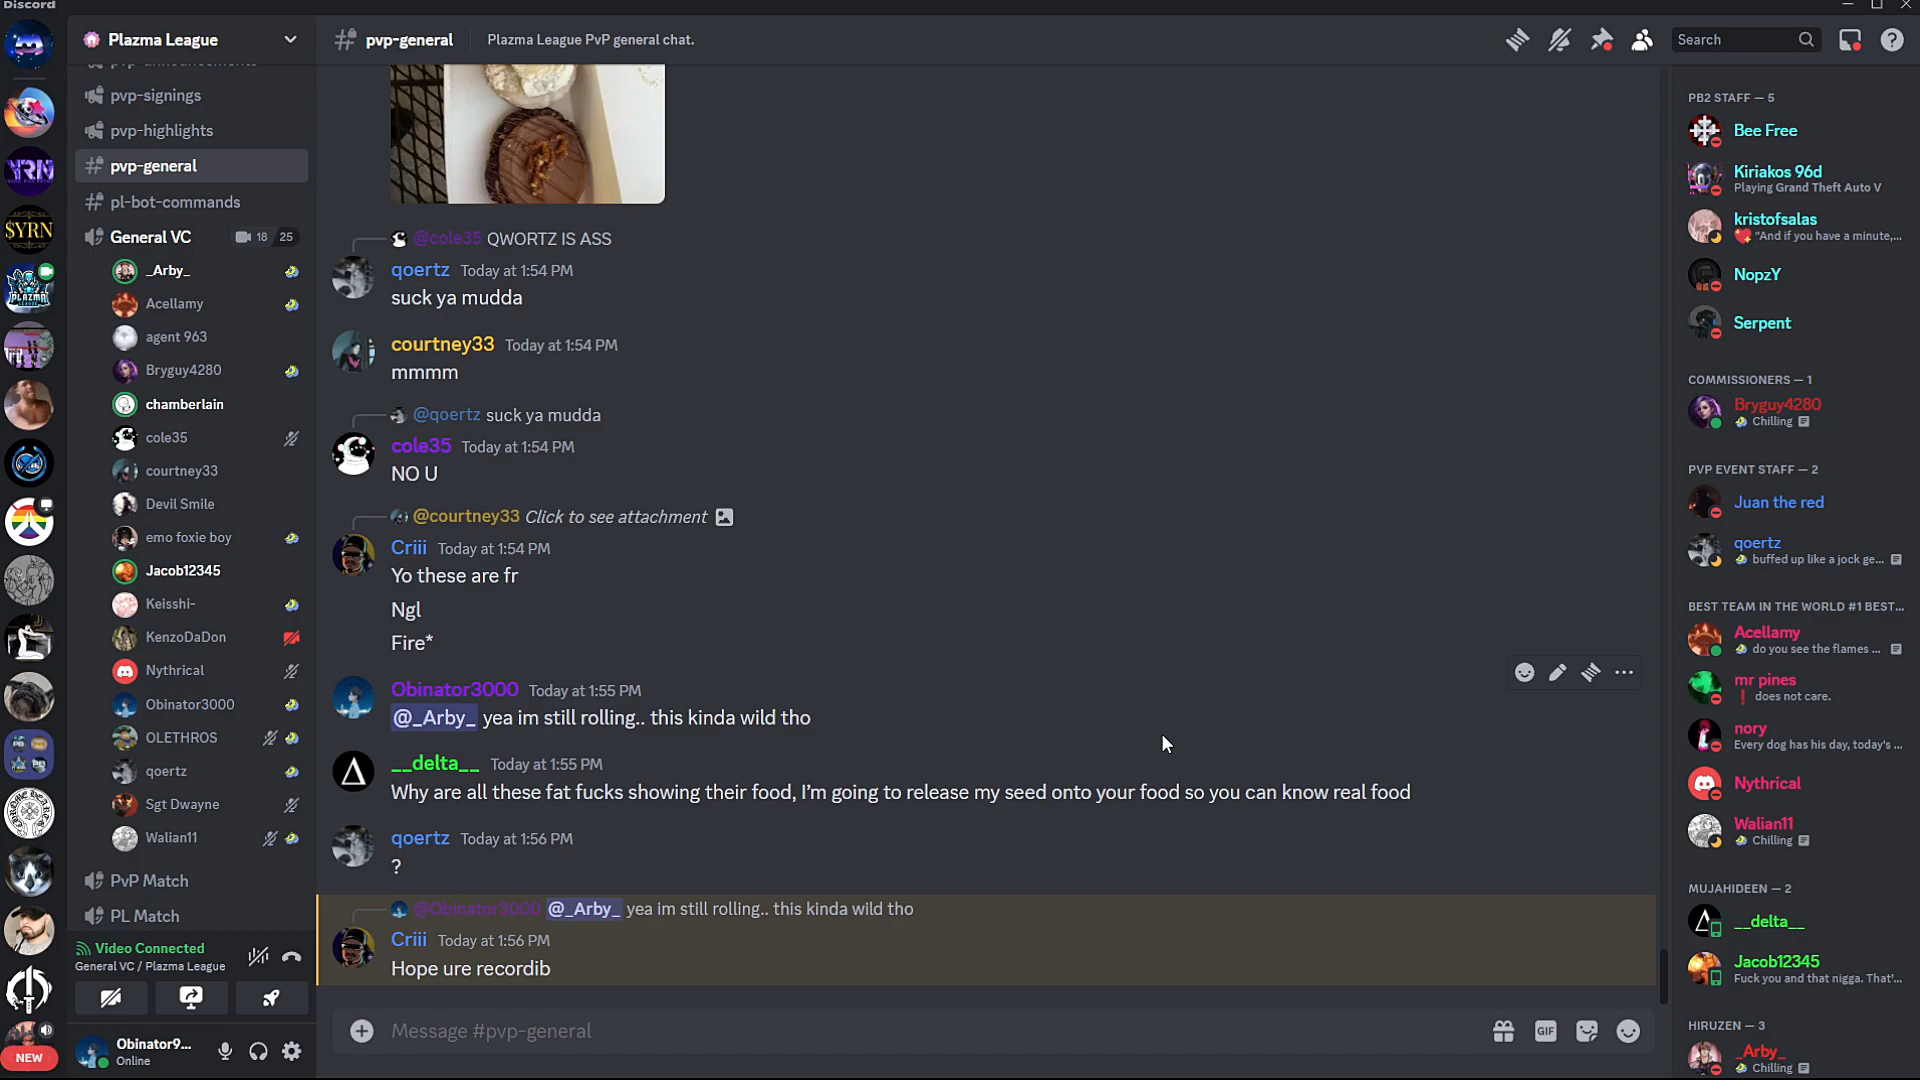 Discord
Plazma League
pvp-announcements
pvp-signings
pvp-highlights
pvp-general
pl-bot-commands
General VC
18 25
_Arby_
Acellamy
agent 963
Bryguy4280
chamberlain
cole35
courtney33
Devil Smile
emo foxie boy
Jacob12345
Keisshi-
KenzoDaDon
Nythrical
Obinator3000
OLETHROS
qoertz
Sgt Dwayne
Walian11
PvP Match
PL Match
Video Connected
General VC / Plazma League
Obinator9...
Online
YRN
$YRN
PLAZMA
NEW
pvp-general
Plazma League PvP general chat.
Search
@cole35 QWORTZ IS ASS
qoertz Today at 1:54 PM
suck ya mudda
courtney33 Today at 1:54 PM
mmmm
@qoertz suck ya mudda
cole35 Today at 1:54 PM
NO U
@courtney33 Click to see attachment
Criii Today at 1:54 PM
Yo these are fr
Ngl
Fire*
Obinator3000 Today at 1:55 PM
@_Arby_ yea im still rolling.. this kinda wild tho
__delta__ Today at 1:55 PM
Why are all these fat fucks showing their food, I’m going to release my seed onto your food so you can know real food
qoertz Today at 1:56 PM
?
@Obinator3000 @_Arby_ yea im still rolling.. this kinda wild tho
Criii Today at 1:56 PM
Hope ure recordib
Message #pvp-general
GIF
PB2 STAFF — 5
Bee Free
Kiriakos 96d
Playing Grand Theft Auto V
kristofsalas
"And if you have a minute,...
NopzY
Serpent
COMMISSIONERS — 1
Bryguy4280
Chilling
PVP EVENT STAFF — 2
Juan the red
qoertz
buffed up like a jock ge...
BEST TEAM IN THE WORLD #1 BEST...
Acellamy
do you see the flames ...
mr pines
does not care.
nory
Every dog has his day, today's ...
Nythrical
Walian11
Chilling
MUJAHIDEEN — 2
__delta__
Jacob12345
Fuck you and that nigga. That'...
HIRUZEN — 3
_Arby_
Chilling